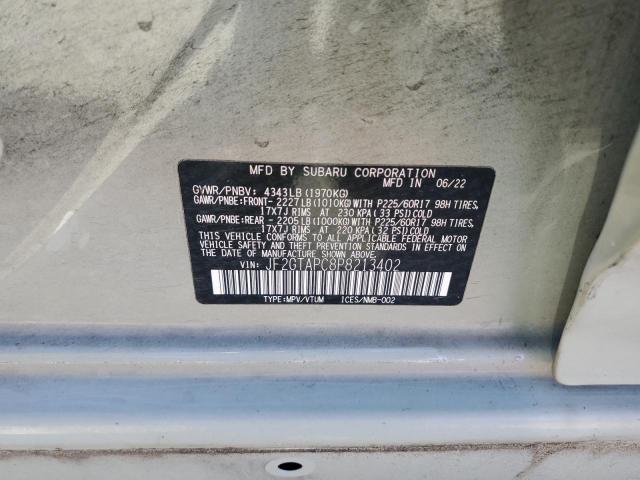 MFD BY SUBARU CORPORATION MFD IN 06/22
GVWR/PNBV: 4343LB(1970KG)
GAWR/PNBE:FRONT- 2227LB(1010KG)WITH P225/60R17 98H TIRES,
17X7J RIMS AT 230 KPA(33 PSI)COLD
GAWR/PNBE:REAR - 2205LB(1000KG)WITH P225/60R17 98H TIRES,
17X7J RIMS AT 220 KPA(32 PSI)COLD
THIS VEHICLE CONFORMS TO ALL APPLICABLE FEDERAL MOTOR
VEHICLE SAFETY STANDARDS IN EFFECT
ON THE DATE OF MANUFACTURE SHOWN ABOVE.
VIN: JF2GTAPC8P8213402
TYPE:MPV/VTUM ICES/NMB-002